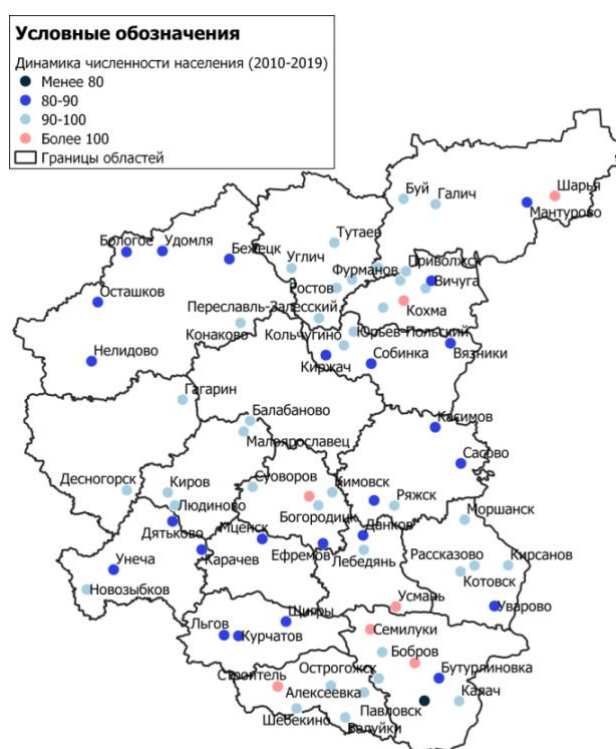 Условные обозначения
Динамика численности населения (2010-2019)
Менее 80
80-90
90-100
Более 100
Границы областей
Шарья
Буй
Галич
Мантурово
Тутаев
Бологое
Удомля
Бежецк
Углич
Фурманов
Приволжск
Вичуга
Ростов
Осташков
Переславль-Залесский
Кохма
Конаково
Кольчугино
Юрьев-Польский
Нелидово
Киржач
Собинка
Вязники
Гагарин
Балабаново
Малоярославец
Касимов
Сасово
Десногорск
Киров
Суворов
Кимовск
Людиново
Богородицк
Ряжск
Моршанск
Дятьково
Мценск
Данков
Унеча
Карачев
Ефремов
Лебедянь
Рассказово
Кирсанов
Котовск
Новозыбков
Усмань
Уварово
Щигры
Львов
Курчатов
Семилуки
Бобров
Строитель
Острогожск
Бутурлиновка
Алексеевка
Калач
Шебекино
Павловск
Валуйки